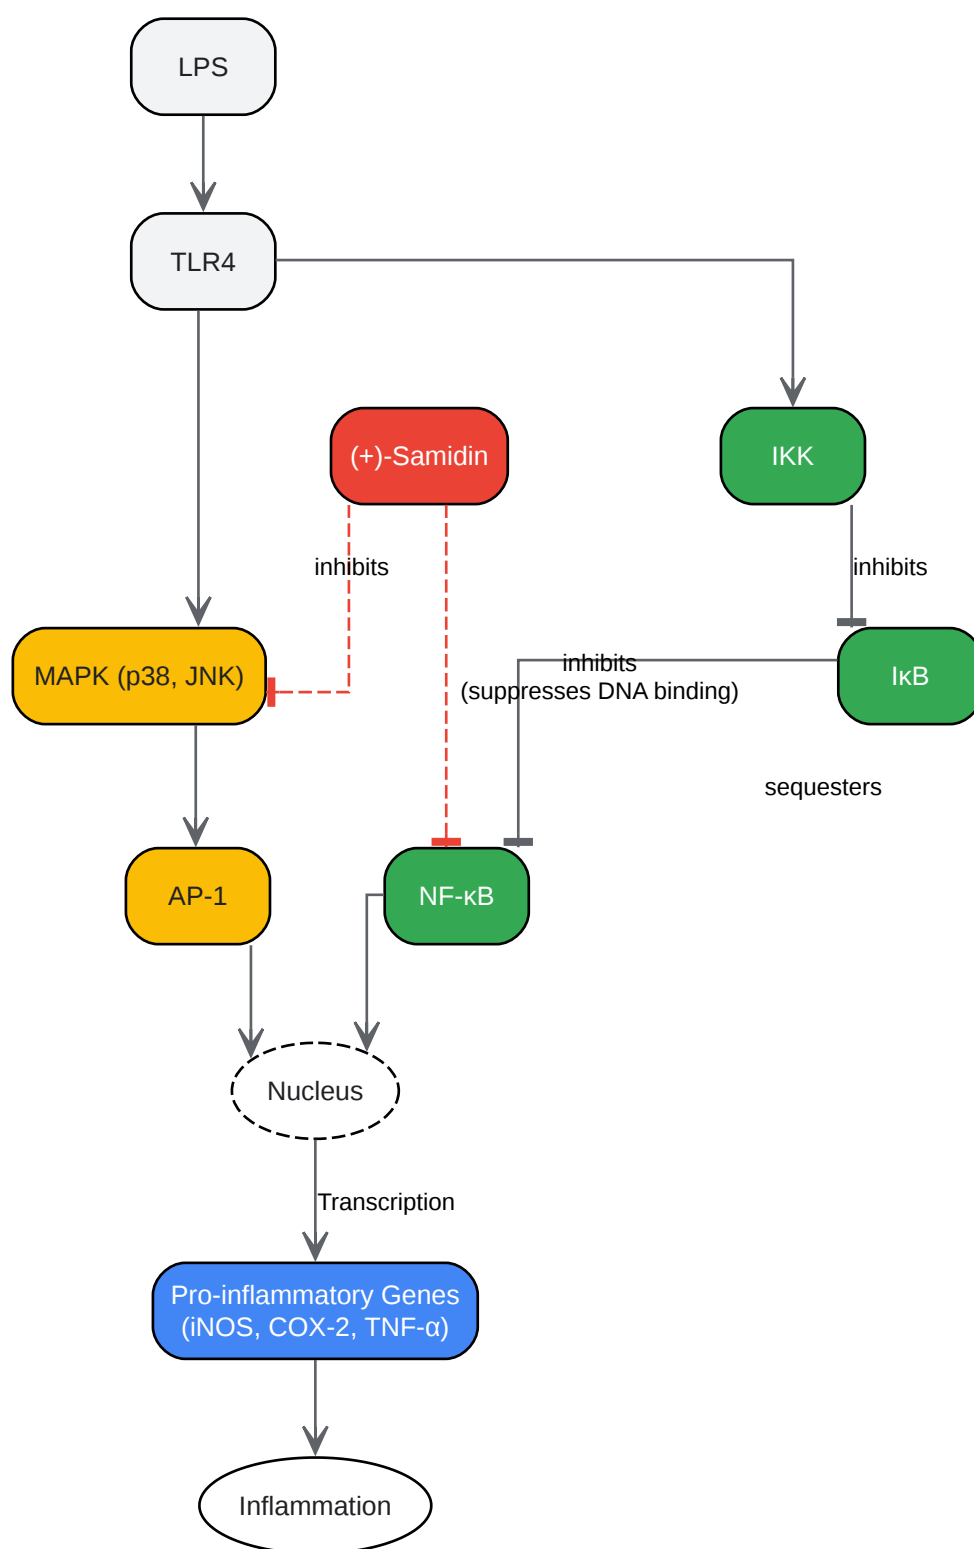 LPS
TLR4
(+)-Samidin
IKK
inhibits
inhibits
MAPK (p38, JNK)
inhibits
(suppresses DNA binding)
IκB
sequesters
AP-1
NF-κB
Nucleus
Transcription
Pro-inflammatory Genes
(iNOS, COX-2, TNF-α)
Inflammation